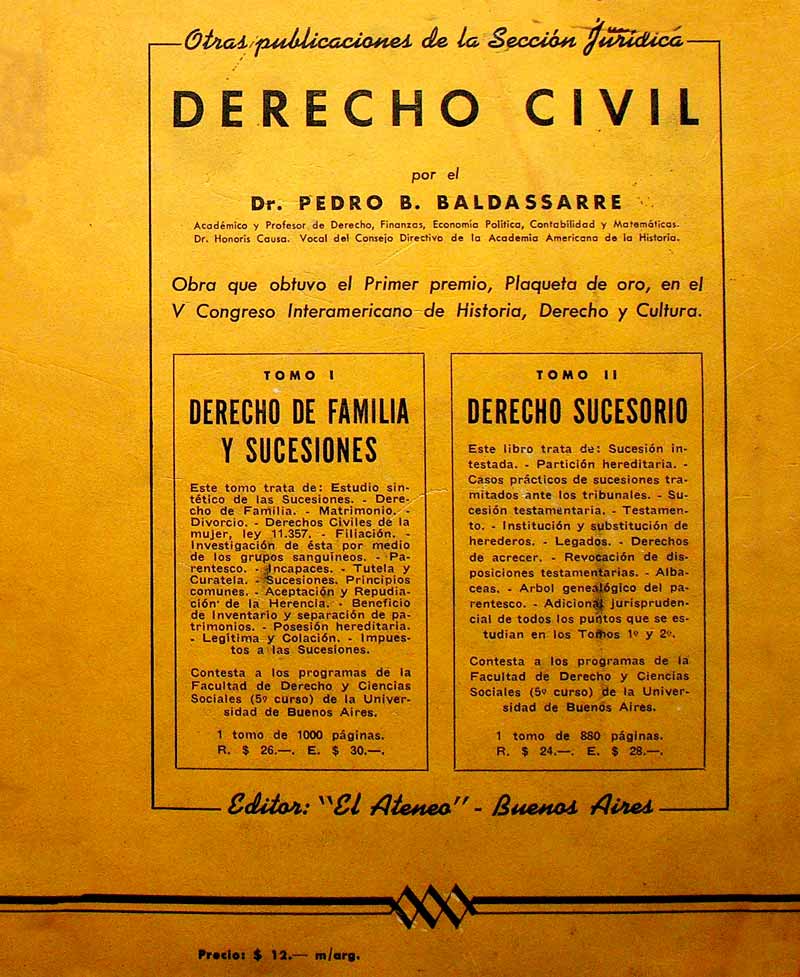 Otras publicaciones de la Sección Jurídica
DERECHO CIVIL
por el
Dr. PEDRO B. BALDASSARRE
Académico y Profesor de Derecho, Finanzas, Economía Política, Contabilidad y Matemáticas.
Dr. Honoris Causa. Vocal del Consejo Directivo de la Academia Americana de la Historia.
Obra que obtuvo el Primer premio, Plaqueta de oro, en el
V Congreso Interamericano de Historia, Derecho y Cultura.
TOMO I
DERECHO DE FAMILIA
Y SUCESIONES
Este tomo trata de: Estudio sin-
tético de las Sucesiones. - Dere-
cho de Familia. - Matrimonio. -
Divorcio. - Derechos Civiles de la
mujer, ley 11.357. - Filiación. -
Investigación de ésta por medio
de los grupos sanguíneos. - Pa-
rentesco. - Incapaces. - Tutela y
Curatela. - Sucesiones. Principios
comunes. - Aceptación y Repudia-
ción de la Herencia. - Beneficio
de Inventario y separación de pa-
trimonios. - Posesión hereditaria.
- Legítima y Colación. - Impues-
tos a las Sucesiones.
Contesta a los programas de la
Facultad de Derecho y Ciencias
Sociales (5º curso) de la Univer-
sidad de Buenos Aires.
1 tomo de 1000 páginas.
R. $ 26.—. E. $ 30.—.
TOMO II
DERECHO SUCESORIO
Este libro trata de: Sucesión in-
testada. - Partición hereditaria. -
Casos prácticos de sucesiones tra-
mitados ante los tribunales. - Su-
cesión testamentaria. - Testamen-
to. - Institución y substitución de
herederos. - Legados. - Derechos
de acrecer. - Revocación de dis-
posiciones testamentarias. - Alba-
ceas. - Arbol genealógico del pa-
rentesco. - Adicional jurispruden-
cial de todos los puntos que se es-
tudian en los Tomos 1º y 2º.
Contesta a los programas de la
Facultad de Derecho y Ciencias
Sociales (5º curso) de la Univer-
sidad de Buenos Aires.
1 tomo de 880 páginas.
R. $ 24.—. E. $ 28.—.
Editor: "El Ateneo" - Buenos Aires
Precio: $ 12.— m/arg.